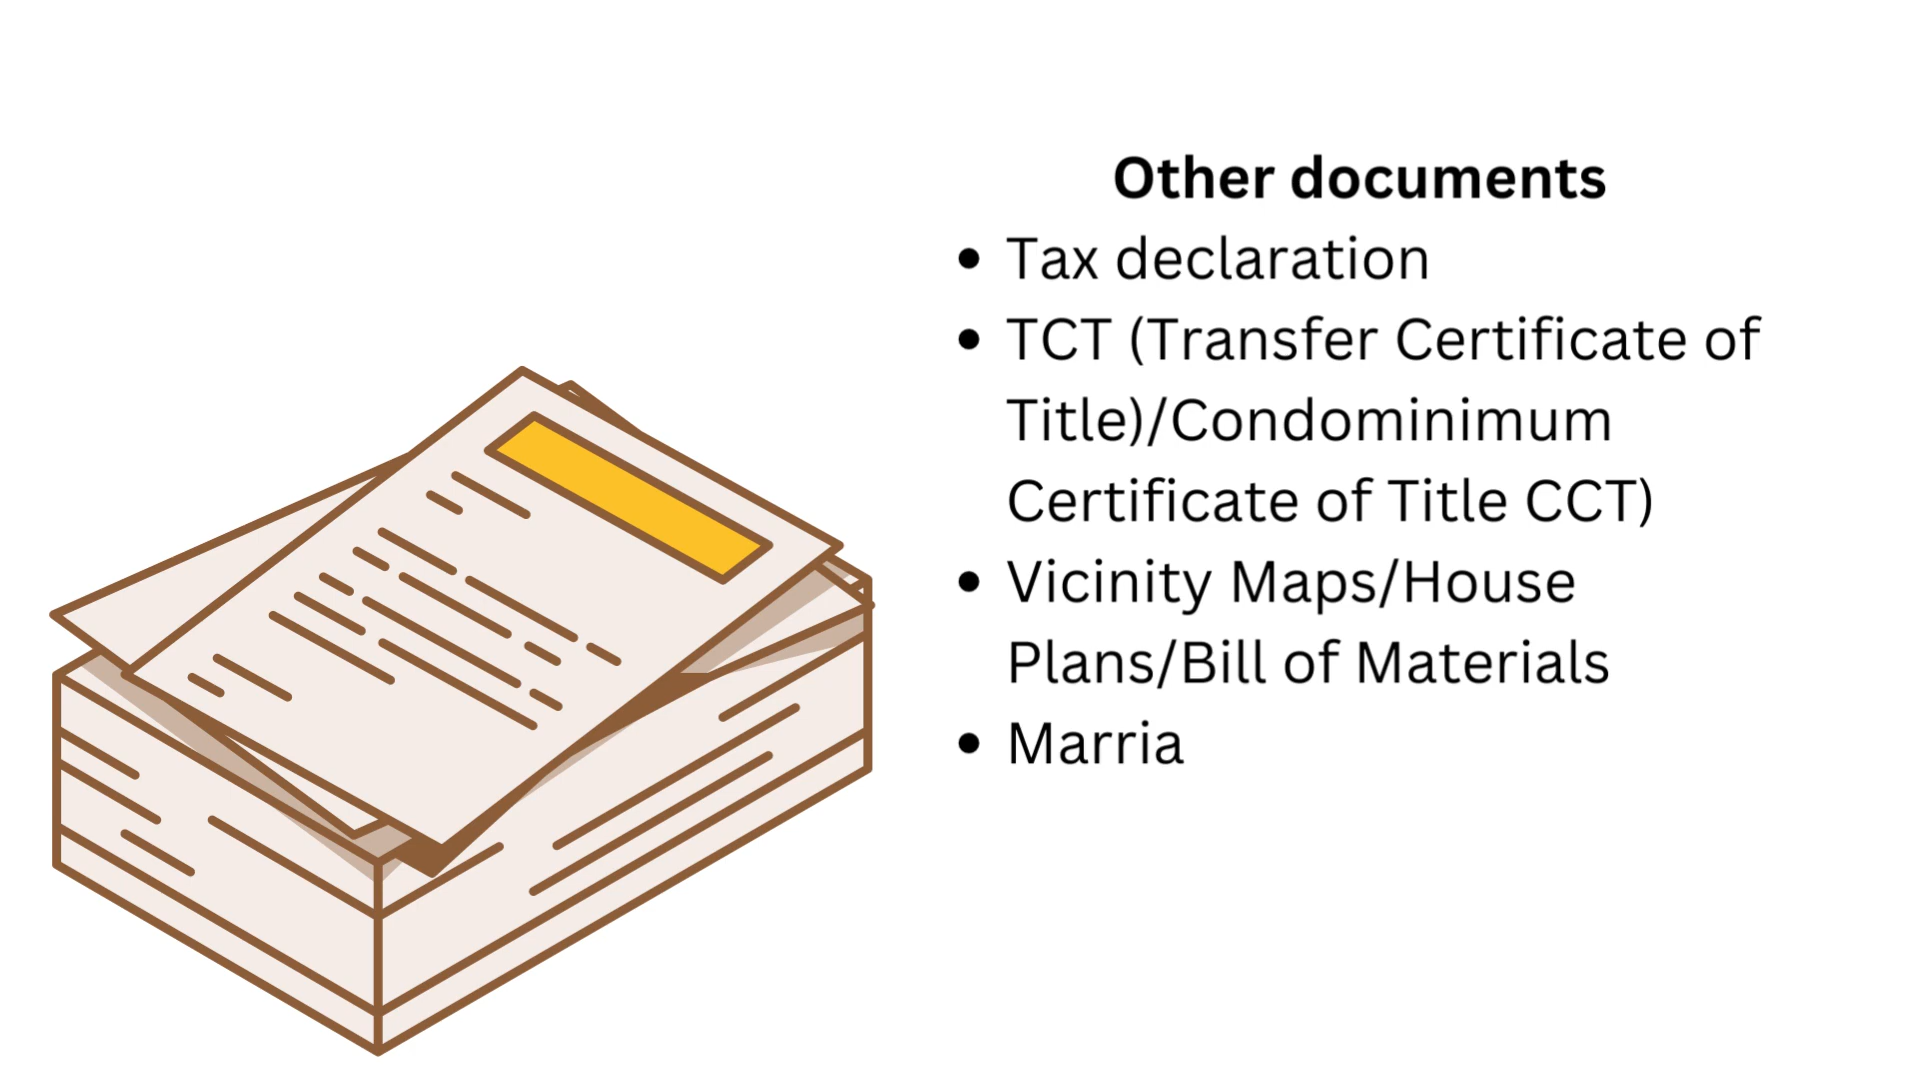 Other documents
• Tax declaration
• TCT (Transfer Certificate of
Title)/Condominimum
Certificate of Title CCT)
• Vicinity Maps/House
Plans/Bill of Materials
• Marria